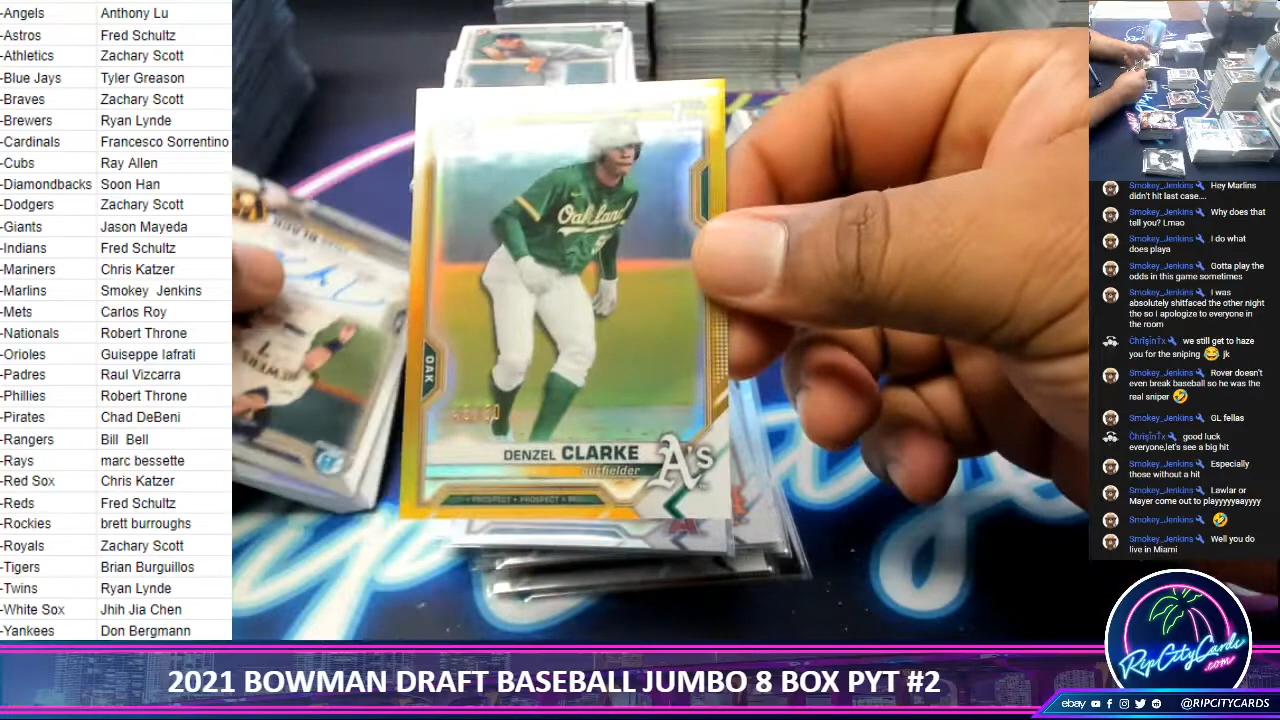 -Angels Anthony Lu
-Astros Fred Schultz
-Athletics Zachary Scott
-Blue Jays Tyler Greason
-Braves Zachary Scott
-Brewers Ryan Lynde
-Cardinals Francesco Sorrentino
-Cubs Ray Allen
-Diamondbacks Soon Han
-Dodgers Zachary Scott
-Giants Jason Mayeda
-Indians Fred Schultz
-Mariners Chris Katzer
-Marlins Smokey Jenkins
-Mets Carlos Roy
-Nationals Robert Throne
-Orioles Guiseppe Iafrati
-Padres Raul Vizcarra
-Phillies Robert Throne
-Pirates Chad DeBeni
-Rangers Bill Bell
-Rays marc bessette
-Red Sox Chris Katzer
-Reds Fred Schultz
-Rockies brett burroughs
-Royals Zachary Scott
-Tigers Brian Burguillos
-Twins Ryan Lynde
-White Sox Jhih Jia Chen
-Yankees Don Bergmann
Oakland
OAK
DENZEL CLARKE
outfielder
A's
PROSPECT • PROSPECT
Smokey_Jenkins Hey Marlins
didn't hit last case....
Smokey_Jenkins Why does that
tell you? Lmao
Smokey_Jenkins I do what
does playa
Smokey_Jenkins Gotta play the
odds in this game sometimes
Smokey_Jenkins I was
absolutely shitfaced the other night
tho so I apologize to everyone in
the room
we still get to haze
you for the sniping 😂 jk
Smokey_Jenkins Rover doesn't
even break baseball so he was the
real sniper 🤣
Smokey_Jenkins GL fellas
good luck
everyone,let's see a big hit
Smokey_Jenkins Especially
those without a hit
Smokey_Jenkins Lawlar or
Mayer come out to playyyyyaayyyy
Smokey_Jenkins 🤣
Smokey_Jenkins Well you do
live in Miami
RipCityCards
.com
2021 BOWMAN DRAFT BASEBALL JUMBO 8 BOX PYT #2
ebay @RIPCITYCARDS